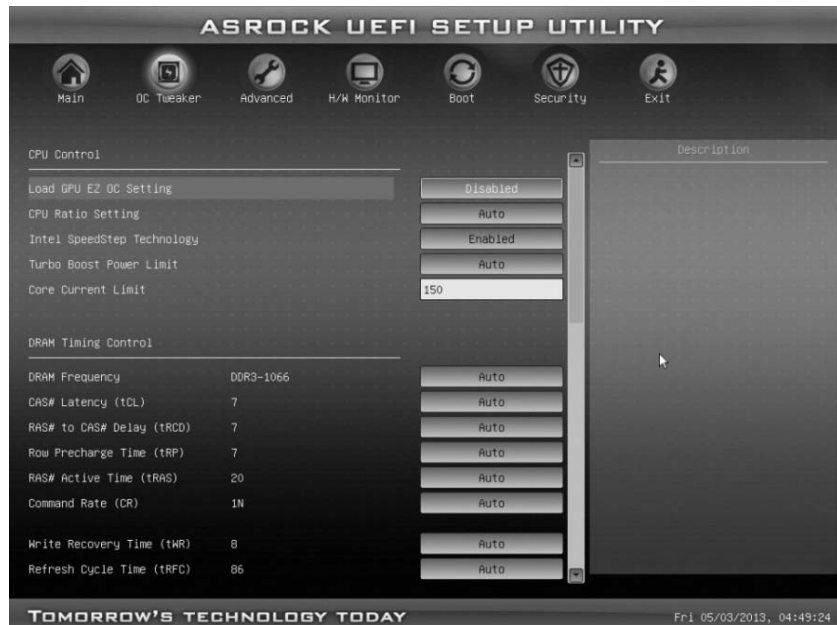 ASROCK UEFI SETUP UTILITY
Main OC Tweaker Advanced H/W Monitor Boot Security Exit
CPU Control
Description
Load GPU EZ OC Setting Disabled
CPU Ratio Setting Auto
Intel SpeedStep Technology Enabled
Turbo Boost Power Limit Auto
Core Current Limit 150
DRAM Timing Control
DRAM Frequency DDR3-1066 Auto
CAS# Latency (tCL) 7 Auto
RAS# to CAS# Delay (tRCD) 7 Auto
Row Precharge Time (tRP) 7 Auto
RAS# Active Time (tRAS) 20 Auto
Command Rate (CR) 1N Auto
Write Recovery Time (tWR) 8 Auto
Refresh Cycle Time (tRFC) 86 Auto
TOMORROW'S TECHNOLOGY TODAY
Fri 05/03/2013, 04:49:24